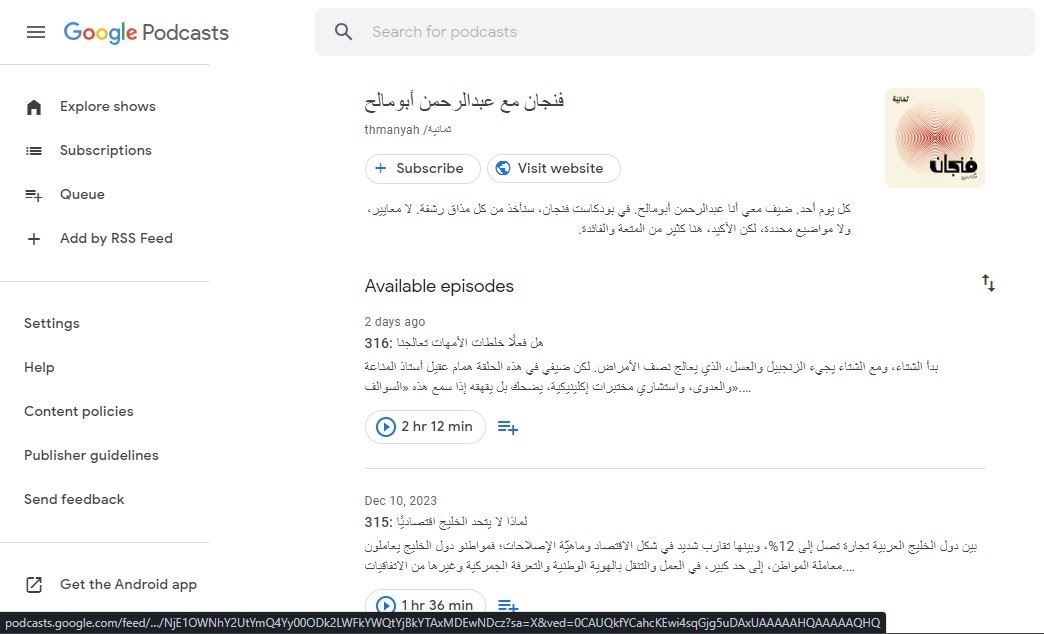 Google Podcasts
Search for podcasts
Explore shows
Subscriptions
Queue
Add by RSS Feed
Settings
Help
Content policies
Publisher guidelines
Send feedback
Get the Android app
فنجان مع عبدالرحمن أبومالح
thmanyah /ثمانية
Subscribe
Visit website
ثمانية
فنجان
كل يوم أحد. ضيف معي أنا عبدالرحمن أبومالح. في بودكاست فنجان، سنأخذ من كل مذاق رشفة. لا معايير،
ولا مواضيع محددة، لكن الأكيد، هنا كثير من المتعة والفائدة.
Available episodes
2 days ago
316: هل فعلًا خلطات الأمهات تعالجنا
بدأ الشتاء، ومع الشتاء يجيء الزنجبيل والعسل، الذي يعالج نصف الأمراض. لكن ضيفي في هذه الحلقة همام عقيل أستاذ المناعة
والعدوى، واستشاري مختبرات إكلينيكية، يضحك بل يقهقه إذا سمع هذه «السوالف»....
2 hr 12 min
Dec 10, 2023
315: لماذا لا يتحد الخليج اقتصاديًّا
بين دول الخليج العربية تجارة تصل إلى 12%، وبينها تقارب شديد في شكل الاقتصاد وماهيّة الإصلاحات؛ فمواطنو دول الخليج يعاملون
معاملة المواطن، إلى حد كبير، في العمل والتنقل بالهوية الوطنية والتعرفة الجمركية وغيرها من الاتفاقيات....
1 hr 36 min
podcasts.google.com/feed/.../NjE1OWNhY2UtYmQ4Yy00ODk2LWFkYWQtYjBkYTAxMDEwNDcz?sa=X&ved=0CAUQkfYCahcKEwi4sqGjg5uDAxUAAAAAHQAAAAAQHQ